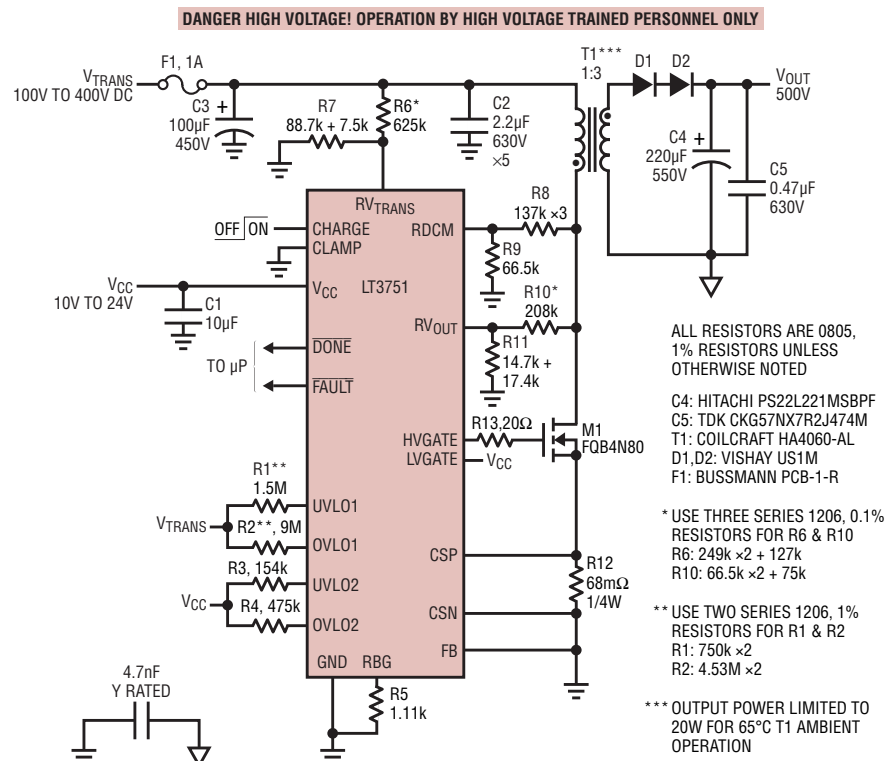 DANGER HIGH VOLTAGE! OPERATION BY HIGH VOLTAGE TRAINED PERSONNEL ONLY
F1, 1A
VTRANS
100V TO 400V DC
C3
+
100µF
450V
R7
88.7k + 7.5k
R6*
625k
C2
2.2µF
630V
×5
T1***
1:3
D1
D2
VOUT
500V
C4
+
220µF
550V
C5
0.47µF
630V
RVTRANS
OFF ON
CHARGE
CLAMP
VCC
10V TO 24V
C1
10µF
VCC
LT3751
RDCM
R8
137k ×3
R9
66.5k
R10*
208k
RVOUT
R11
14.7k +
17.4k
TO µP
DONE
FAULT
R13,20Ω
HVGATE
LVGATE
VCC
M1
FQB4N80
R1**
1.5M
VTRANS
R2**, 9M
UVLO1
OVLO1
R3, 154k
VCC
R4, 475k
UVLO2
OVLO2
CSP
R12
68mΩ
1/4W
CSN
FB
GND
RBG
R5
1.11k
4.7nF
Y RATED
ALL RESISTORS ARE 0805,
1% RESISTORS UNLESS
OTHERWISE NOTED
C4: HITACHI PS22L221MSBPF
C5: TDK CKG57NX7R2J474M
T1: COILCRAFT HA4060-AL
D1,D2: VISHAY US1M
F1: BUSSMANN PCB-1-R
* USE THREE SERIES 1206, 0.1%
RESISTORS FOR R6 & R10
R6: 249k ×2 + 127k
R10: 66.5k ×2 + 75k
** USE TWO SERIES 1206, 1%
RESISTORS FOR R1 & R2
R1: 750k ×2
R2: 4.53M ×2
*** OUTPUT POWER LIMITED TO
20W FOR 65°C T1 AMBIENT
OPERATION